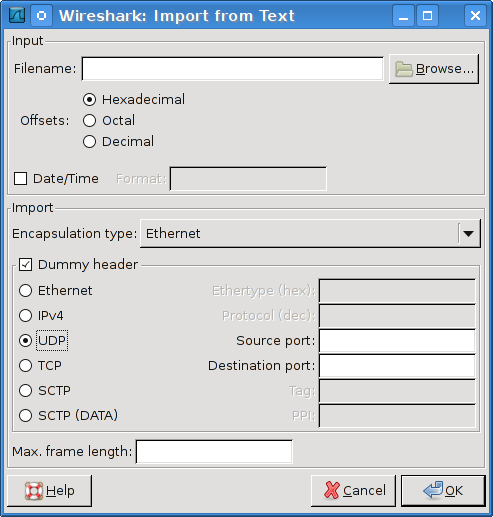 Wireshark: Import from Text
Input
Filename: Browse...
Offsets:
Hexadecimal
Octal
Decimal
Date/Time Format:
Import
Encapsulation type: Ethernet
Dummy header
Ethernet Ethertype (hex):
IPv4 Protocol (dec):
UDP Source port:
TCP Destination port:
SCTP Tag:
SCTP (DATA) PPI:
Max. frame length:
Help Cancel OK